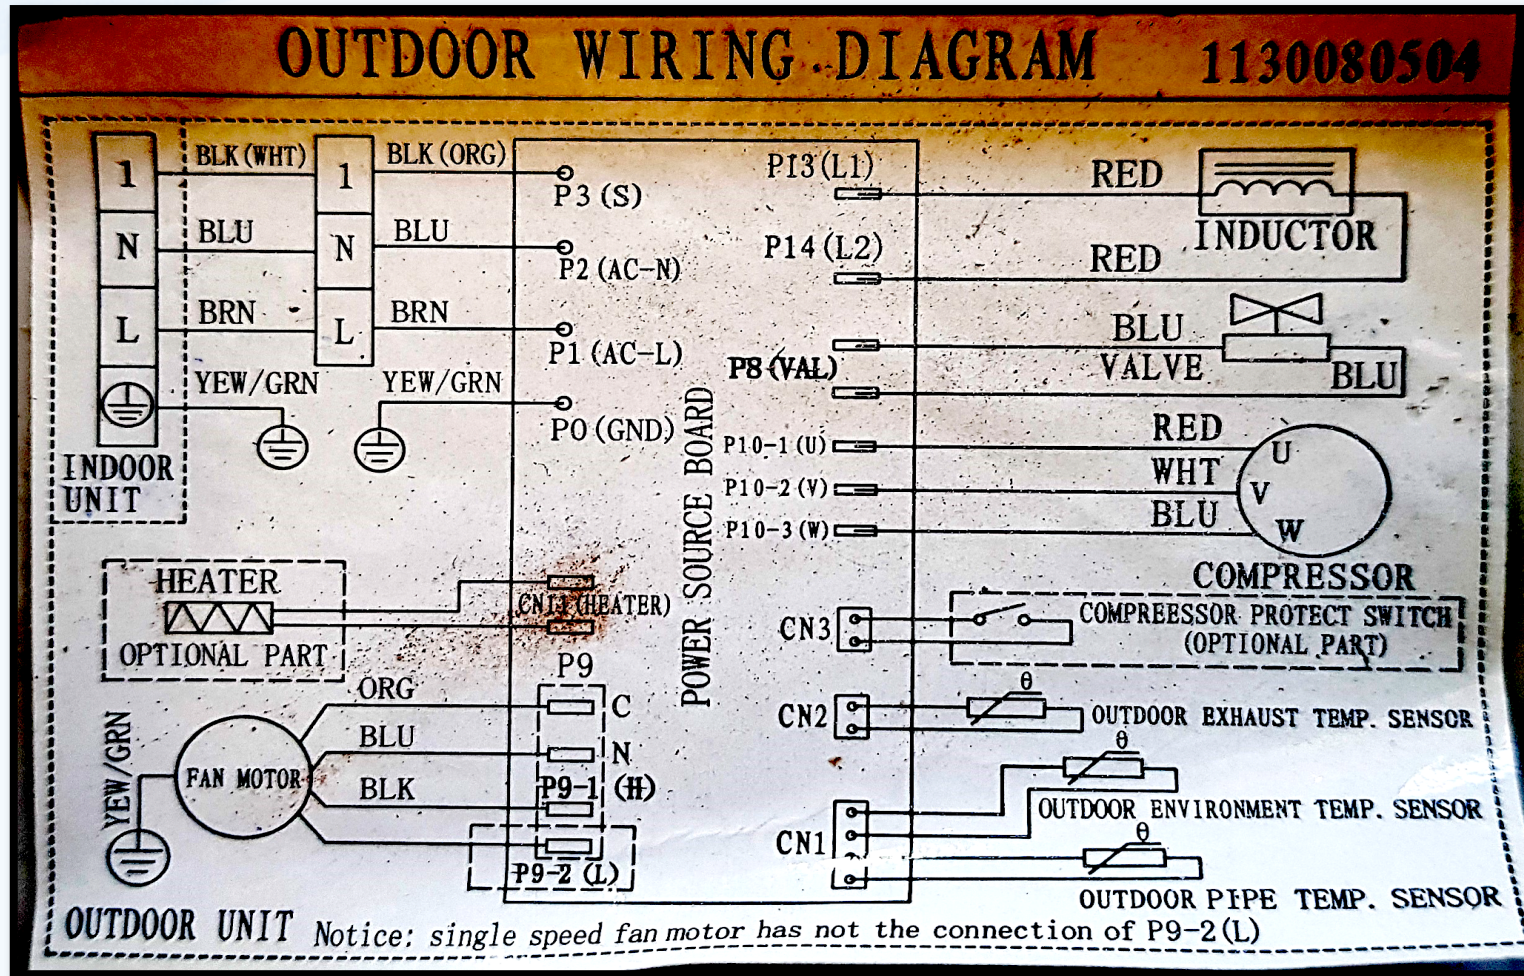 OUTDOOR WIRING DIAGRAM 1130080504
1 BLK(WHT) 1 BLK(ORG) P3(S)
N BLU N BLU P2(AC-N)
L BRN L BRN P1(AC-L)
YEW/GRN YEW/GRN P0(GND)
INDOOR
UNIT
HEATER
OPTIONAL PART
CN11(HEATER)
P9
ORG C
BLU N
BLK P9-1(H)
P9-2(L)
FAN MOTOR
YEW/GRN
POWER SOURCE BOARD
P13(L1) RED
INDUCTOR
P14(L2) RED
P8(VAL) BLU
VALVE BLU
P10-1(U) RED U
P10-2(V) WHT V
P10-3(W) BLU W
COMPRESSOR
CN3 COMPREESSOR PROTECT SWITCH
(OPTIONAL PART)
θ
CN2 OUTDOOR EXHAUST TEMP. SENSOR
θ
OUTDOOR ENVIRONMENT TEMP. SENSOR
CN1 θ
OUTDOOR PIPE TEMP. SENSOR
OUTDOOR UNIT Notice: single speed fan motor has not the connection of P9-2(L)